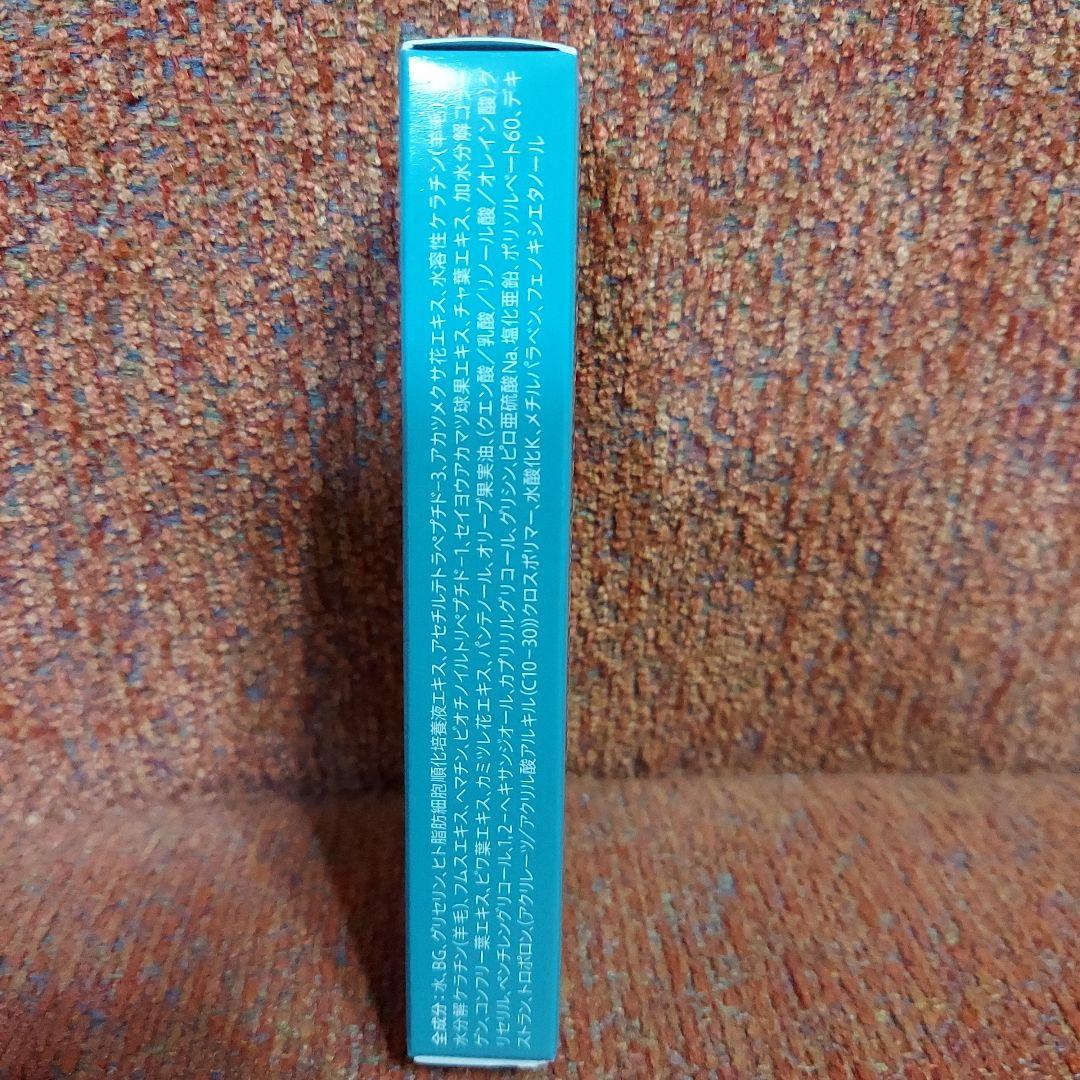 全成分：水、BG、グリセリン、ヒト脂肪細胞順化培養液エキス、アセチルテトラペプチド-3、アカツメクサ花エキス、水溶性ケラチン(羊毛)、加
水分解ケラチン(羊毛)、フムスエキス、ヘマチン、ビオチノイルトリペプチド-1、セイヨウアカマツ球果エキス、チャ葉エキス、加水分解コラー
ゲン、コンフリー葉エキス、ビワ葉エキス、カミツレ花エキス、パンテノール、オリーブ果実油、(クエン酸／乳酸／リノール酸／オレイン酸)グ
リセリル、ペンチレングリコール、1,2-ヘキサンジオール、カプリリルグリコール、グリシン、ピロ亜硫酸Na、塩化亜鉛、ポリソルベート60、デキ
ストラン、トロポロン、(アクリレーツ/アクリル酸アルキル(C10-30))クロスポリマー、水酸化K、メチルパラベン、フェノキシエタノール